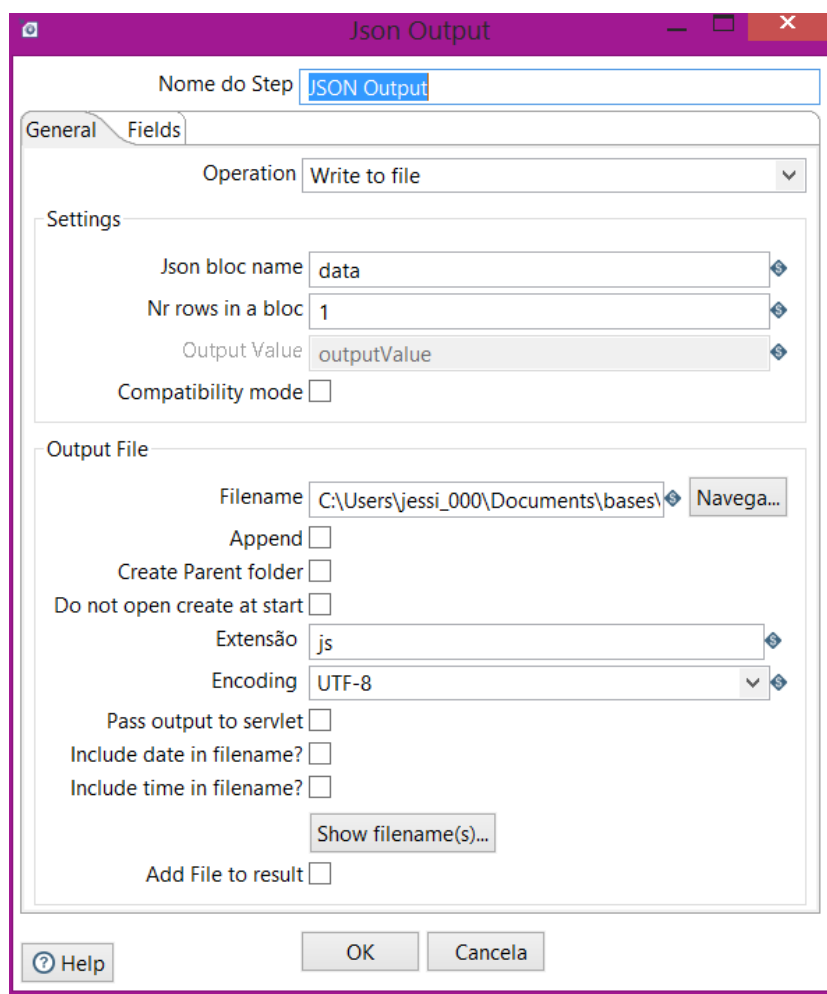 Json Output
Nome do Step JSON Output
General Fields
Operation Write to file
Settings
Json bloc name data
Nr rows in a bloc 1
Output Value outputValue
Compatibility mode
Output File
Filename C:\Users\jessi_000\Documents\bases\ Navega...
Append
Create Parent folder
Do not open create at start
Extensão js
Encoding UTF-8
Pass output to servlet
Include date in filename?
Include time in filename?
Show filename(s)...
Add File to result
Help OK Cancela